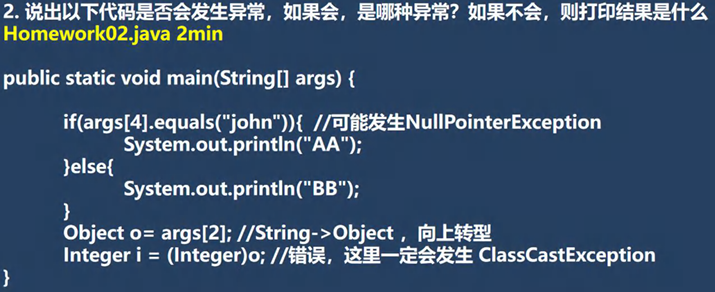 2. 说出以下代码是否会发生异常，如果会，是哪种异常？如果不会，则打印结果是什么
Homework02.java 2min
public static void main(String[] args) {
if(args[4].equals("john")){ //可能发生NullPointerException
System.out.println("AA");
}else{
System.out.println("BB");
}
Object o= args[2]; //String->Object ，向上转型
Integer i = (Integer)o; //错误，这里一定会发生 ClassCastException
}